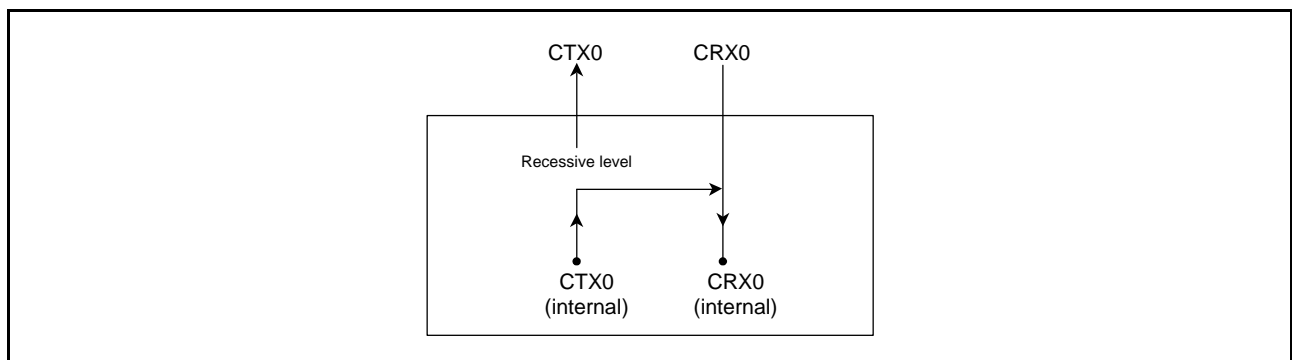 CTX0 CRX0
Recessive level
CTX0 CRX0
(internal) (internal)